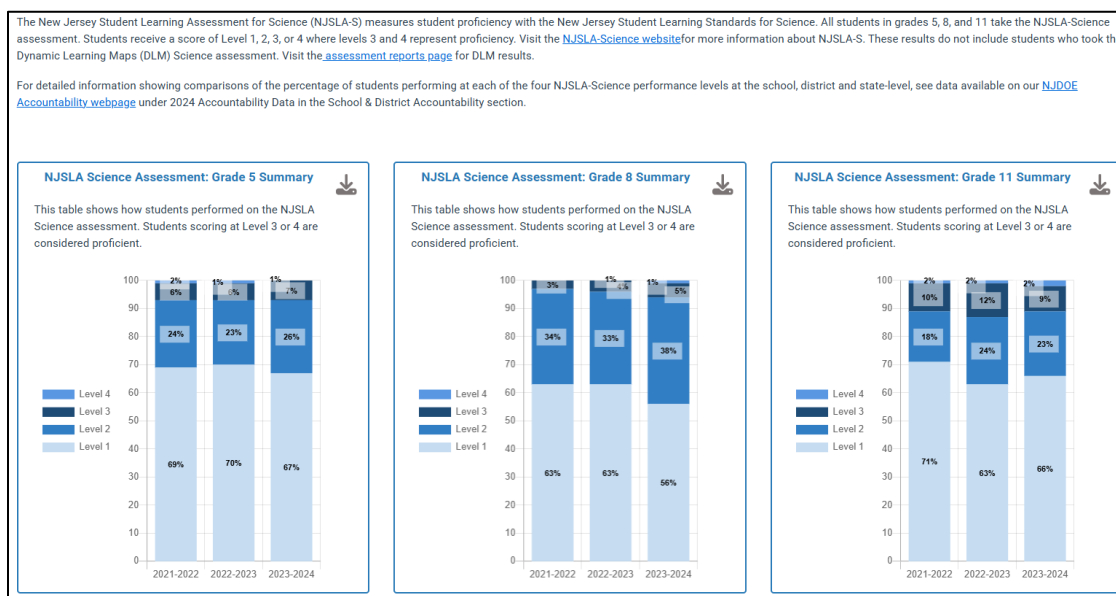 The New Jersey Student Learning Assessment for Science (NJSLA-S) measures student proficiency with the New Jersey Student Learning Standards for Science. All students in grades 5, 8, and 11 take the NJSLA-Science
assessment. Students receive a score of Level 1, 2, 3, or 4 where levels 3 and 4 represent proficiency. Visit the NJSLA-Science websitefor more information about NJSLA-S. These results do not include students who took th
Dynamic Learning Maps (DLM) Science assessment. Visit the assessment reports page for DLM results.
For detailed information showing comparisons of the percentage of students performing at each of the four NJSLA-Science performance levels at the school, district and state-level, see data available on our NJDOE
Accountability webpage under 2024 Accountability Data in the School & District Accountability section.
NJSLA Science Assessment: Grade 5 Summary
This table shows how students performed on the NJSLA
Science assessment. Students scoring at Level 3 or 4 are
considered proficient.
100
90
80
70
60
50
40
30
20
10
0
Level 4
Level 3
Level 2
Level 1
2% 1% 1%
6% 6% 7%
24% 23% 26%
69% 70% 67%
2021-2022 2022-2023 2023-2024
NJSLA Science Assessment: Grade 8 Summary
This table shows how students performed on the NJSLA
Science assessment. Students scoring at Level 3 or 4 are
considered proficient.
100
90
80
70
60
50
40
30
20
10
0
Level 4
Level 3
Level 2
Level 1
1% 1%
3% 4% 5%
34% 33% 38%
63% 63% 56%
2021-2022 2022-2023 2023-2024
NJSLA Science Assessment: Grade 11 Summary
This table shows how students performed on the NJSLA
Science assessment. Students scoring at Level 3 or 4 are
considered proficient.
100
90
80
70
60
50
40
30
20
10
0
Level 4
Level 3
Level 2
Level 1
2% 2% 2%
10% 12% 9%
18% 24% 23%
71% 63% 66%
2021-2022 2022-2023 2023-2024